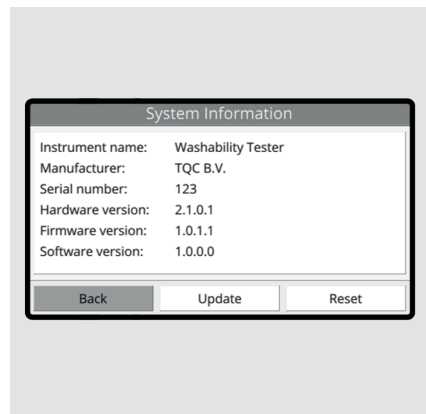 System Information
Instrument name: Washability Tester
Manufacturer: TQC B.V.
Serial number: 123
Hardware version: 2.1.0.1
Firmware version: 1.0.1.1
Software version: 1.0.0.0
Back Update Reset